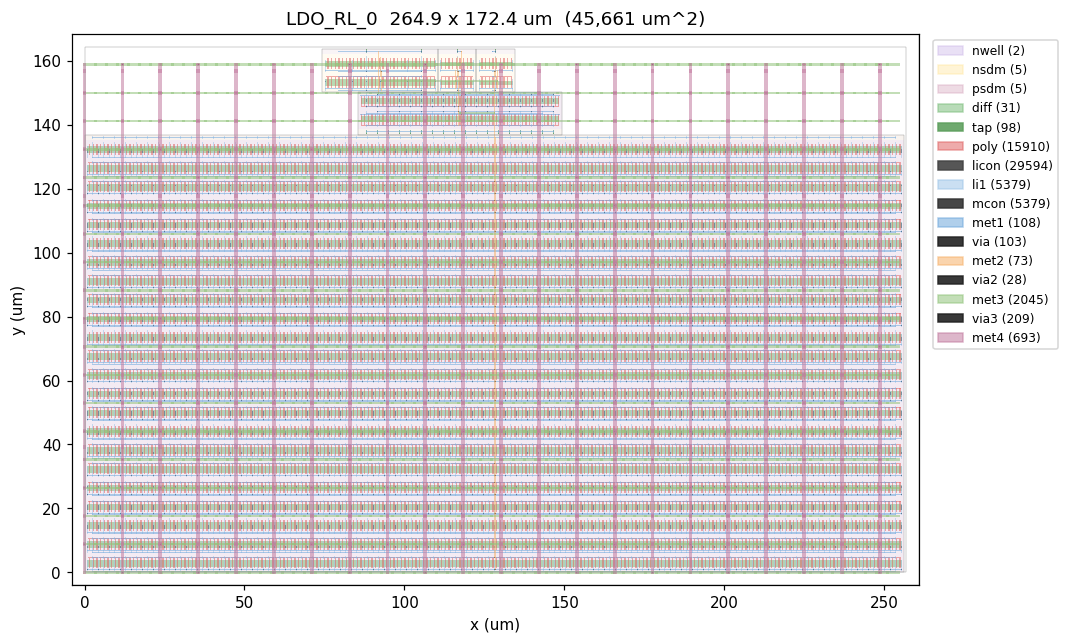 LDO_RL_0  264.9 x 172.4 um  (45,661 um^2)
160
140
120
100
80
60
40
20
0
y (um)
0
50
100
150
200
250
x (um)
nwell (2)
nsdm (5)
psdm (5)
diff (31)
tap (98)
poly (15910)
licon (29594)
li1 (5379)
mcon (5379)
met1 (108)
via (103)
met2 (73)
via2 (28)
met3 (2045)
via3 (209)
met4 (693)